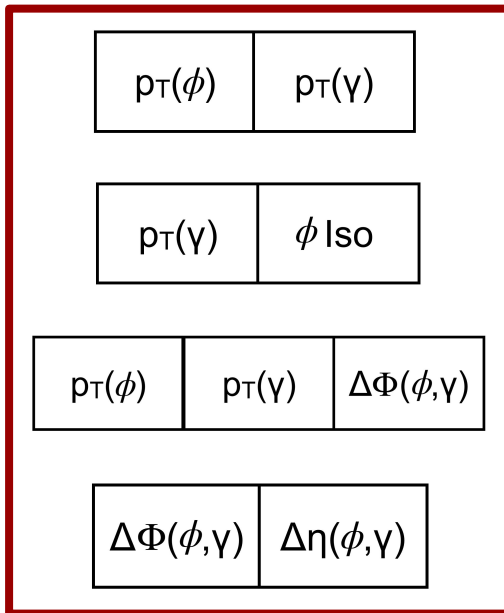 pT(ϕ) pT(γ)
pT(γ) ϕ Iso
pT(ϕ) pT(γ) ΔΦ(ϕ,γ)
ΔΦ(ϕ,γ) Δη(ϕ,γ)